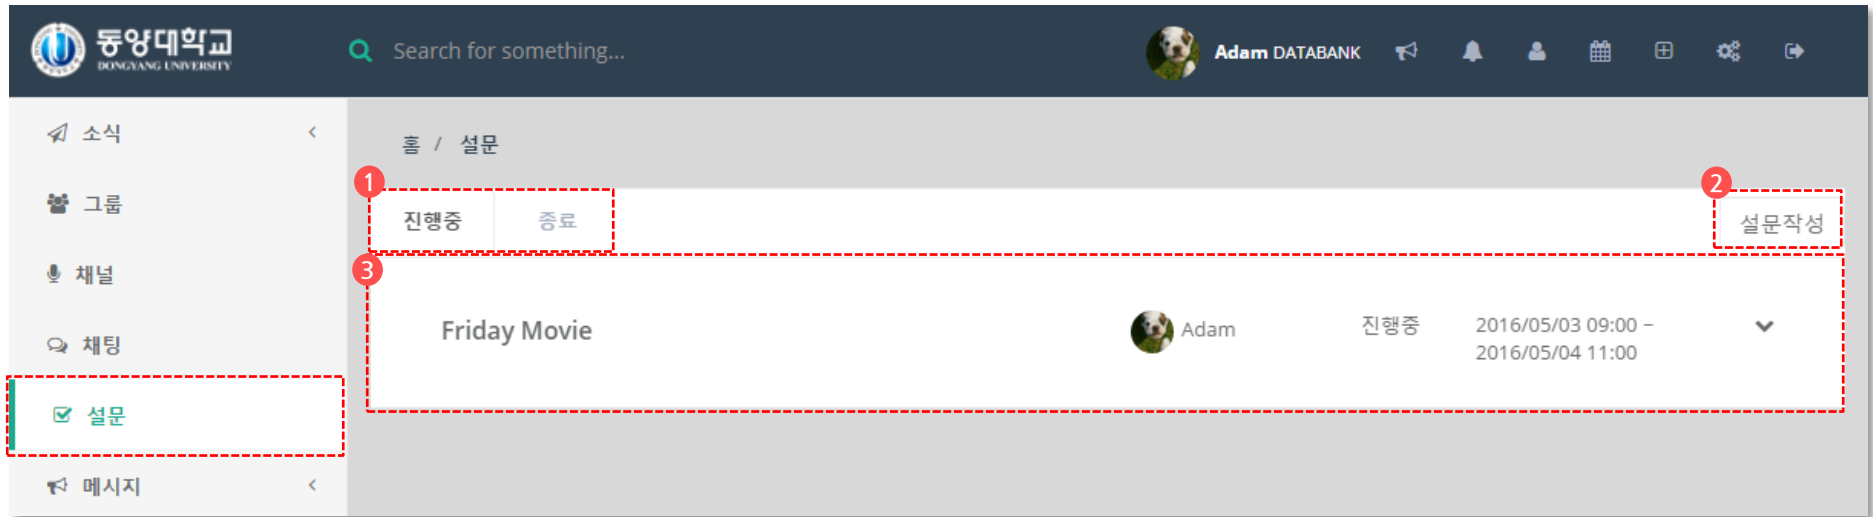 동양대학교
DONGYANG UNIVERSITY
Search for something...
Adam DATABANK
소식
그룹
채널
채팅
설문
메시지
홈 / 설문
1
진행중 종료
2
설문작성
3
Friday Movie
Adam
진행중
2016/05/03 09:00 –
2016/05/04 11:00